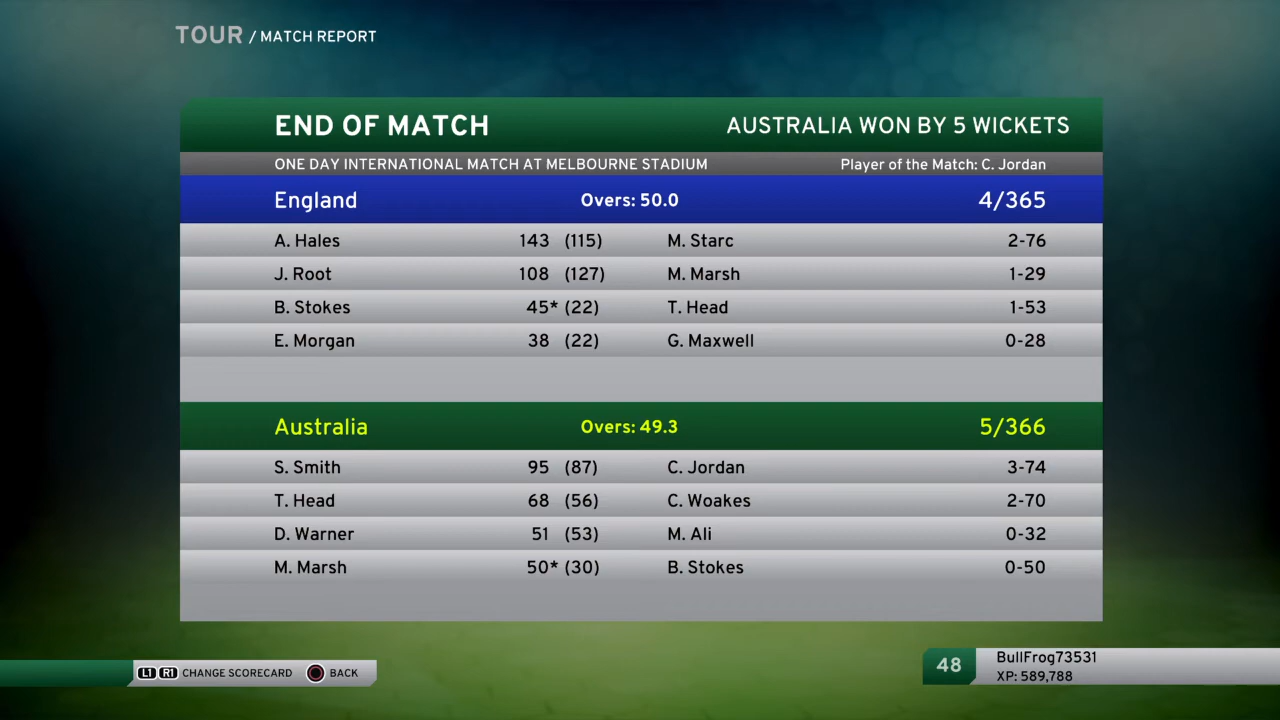 TOUR / MATCH REPORT
END OF MATCH AUSTRALIA WON BY 5 WICKETS
ONE DAY INTERNATIONAL MATCH AT MELBOURNE STADIUM Player of the Match: C. Jordan
England Overs: 50.0 4/365
A. Hales 143 (115) M. Starc 2-76
J. Root 108 (127) M. Marsh 1-29
B. Stokes 45* (22) T. Head 1-53
E. Morgan 38 (22) G. Maxwell 0-28
Australia Overs: 49.3 5/366
S. Smith 95 (87) C. Jordan 3-74
T. Head 68 (56) C. Woakes 2-70
D. Warner 51 (53) M. Ali 0-32
M. Marsh 50* (30) B. Stokes 0-50
L1 R1 CHANGE SCORECARD BACK
48 BullFrog73531
XP: 589,788